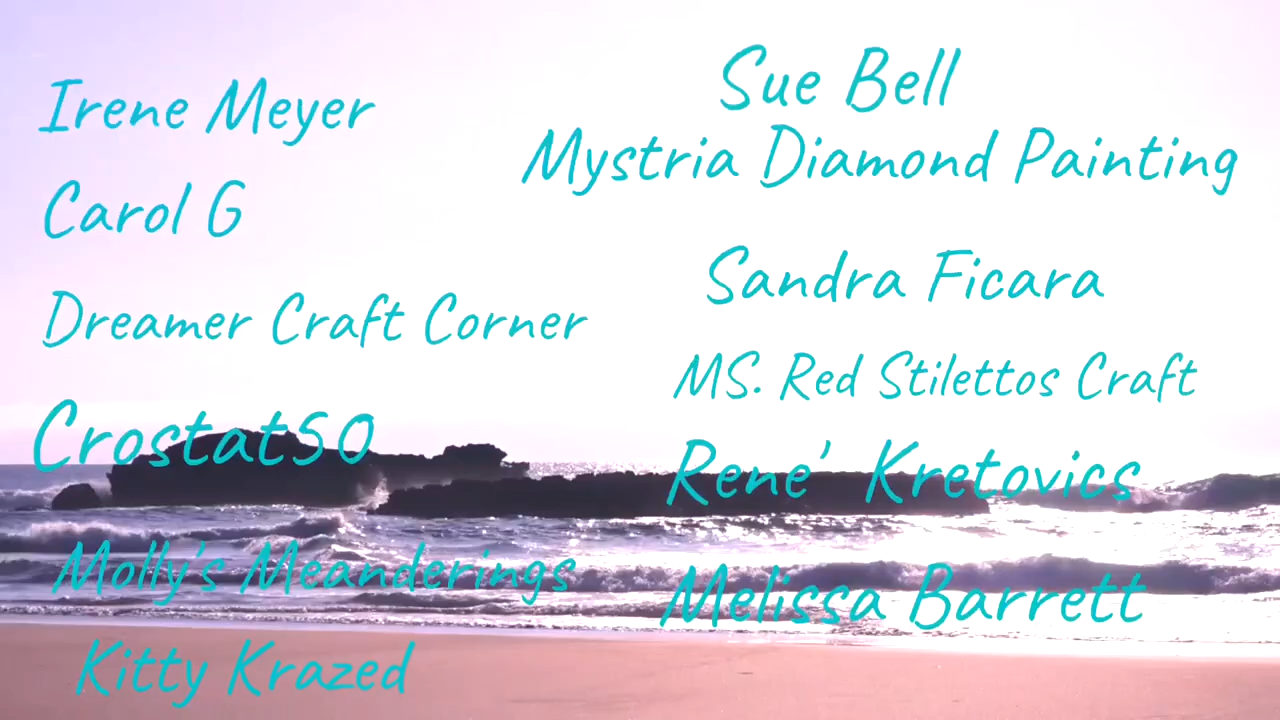 Irene Meyer
Carol G
Dreamer Craft Corner
Crostat50
Molly's Meanderings
Kitty Krazed
Sue Bell
Mystria Diamond Painting
Sandra Ficara
MS. Red Stilettos Craft
Rene' Kretovics
Melissa Barrett